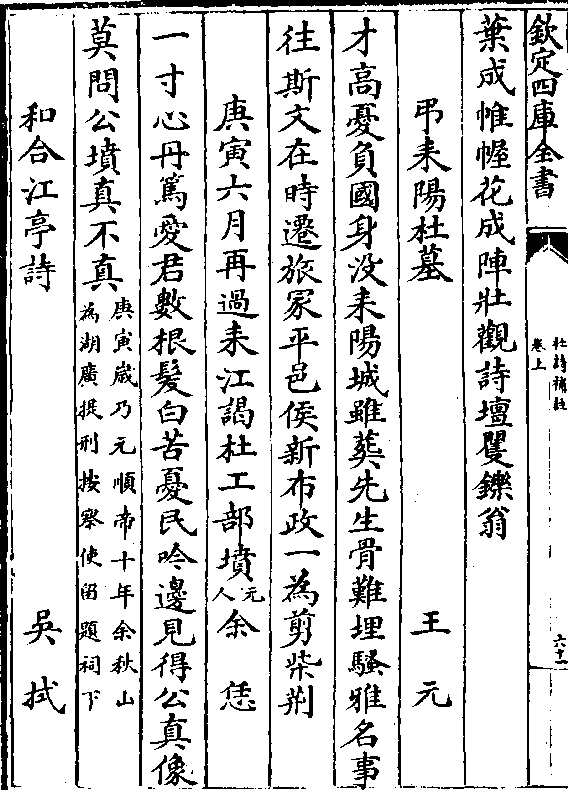 欽定四庫全書
杜詩補註
卷上
六十一
葉成帷幄花成陣壯觀詩壇矍鑠翁
弔耒陽杜墓 王元
才高憂負國身沒耒陽城雖葬先生骨難埋騷雅名事
往斯文在時遷旅冢平邑侯新布政一為剪柴荆
庚寅六月再過耒江謁杜工部墳元人余恁
一寸心丹篤愛君數根髮白苦憂民吟邊見得公真像
莫問公墳真不真庚寅嵗乃元順帝十年余秋山為湖廣提刑按察使留題祠下
和合江亭詩 吳拭